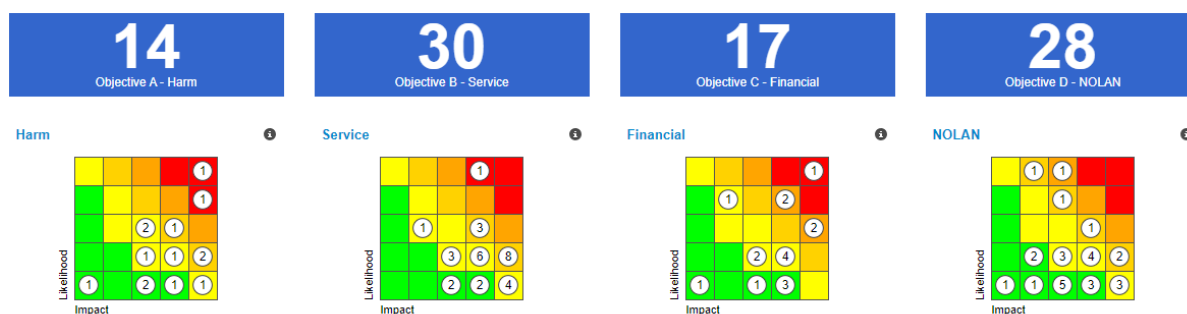 14 30 17 28
Objective A - Harm Objective B - Service Objective C - Financial Objective D - NOLAN
Harm Service Financial NOLAN
1 1 1 1 1
1 1 2 1
2 1 1 3 2 1
1 1 2 3 6 8 2 4 2 3 4 2
1 2 1 1 2 2 4 1 1 3 1 1 5 3 3
Likelihood Likelihood Likelihood Likelihood
Impact Impact Impact Impact